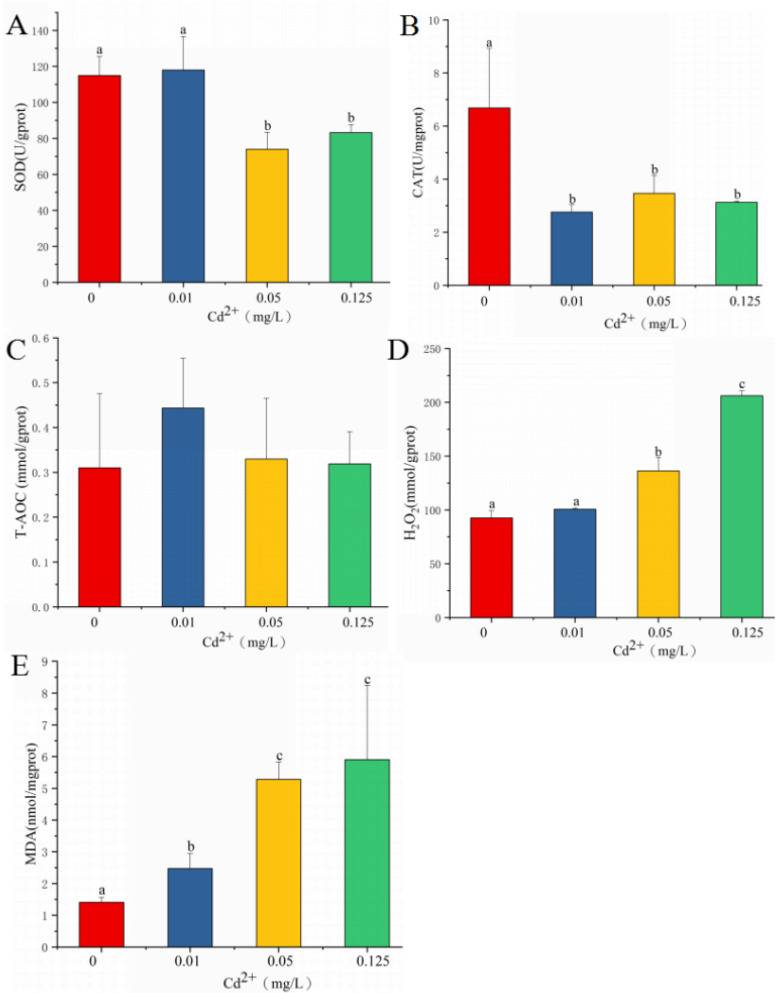 A
SOD(U/gprot)
140
120
100
80
60
40
20
0
a
a
b
b
0
0.01
0.05
0.125
Cd2+（mg/L）
B
CAT(U/mgprot)
10
8
6
4
2
0
a
b
b
b
0
0.01
0.05
0.125
Cd2+（mg/L）
C
T-AOC (mmol/gprot)
0.6
0.5
0.4
0.3
0.2
0.1
0.0
0
0.01
0.05
0.125
Cd2+（mg/L）
D
H2O2(mmol/gprot)
250
200
150
100
50
0
a
a
b
c
0
0.01
0.05
0.125
Cd2+（mg/L）
E
MDA(nmol/mgprot)
9
8
7
6
5
4
3
2
1
0
a
b
c
c
0
0.01
0.05
0.125
Cd2+（mg/L）